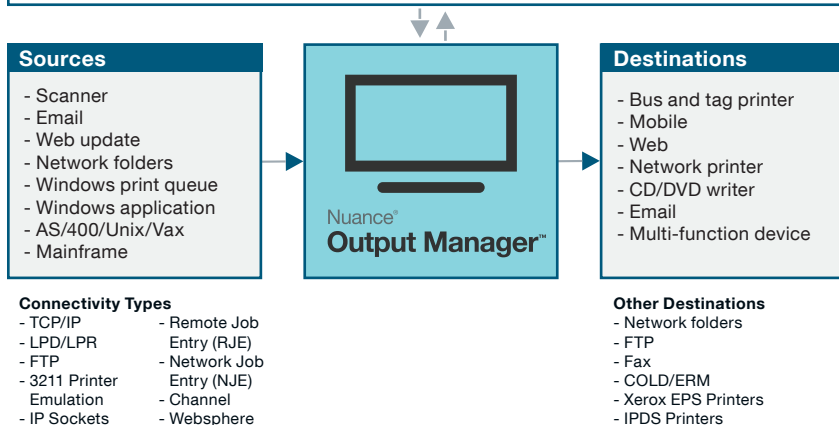 Sources
- Scanner
- Email
- Web update
- Network folders
- Windows print queue
- Windows application
- AS/400/Unix/Vax
- Mainframe
Nuance®
Output Manager™
Destinations
- Bus and tag printer
- Mobile
- Web
- Network printer
- CD/DVD writer
- Email
- Multi-function device
Connectivity Types
- TCP/IP
- LPD/LPR
- FTP
- 3211 Printer
Emulation
- IP Sockets
- Remote Job
Entry (RJE)
- Network Job
Entry (NJE)
- Channel
- Websphere
Other Destinations
- Network folders
- FTP
- Fax
- COLD/ERM
- Xerox EPS Printers
- IPDS Printers